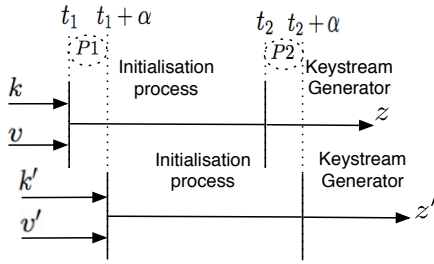 t₁ t₁ + α t₂ t₂ + α
P1 P2
Initialisation process Keystream Generator
k
z
v
Initialisation process Keystream Generator
k′
z′
v′